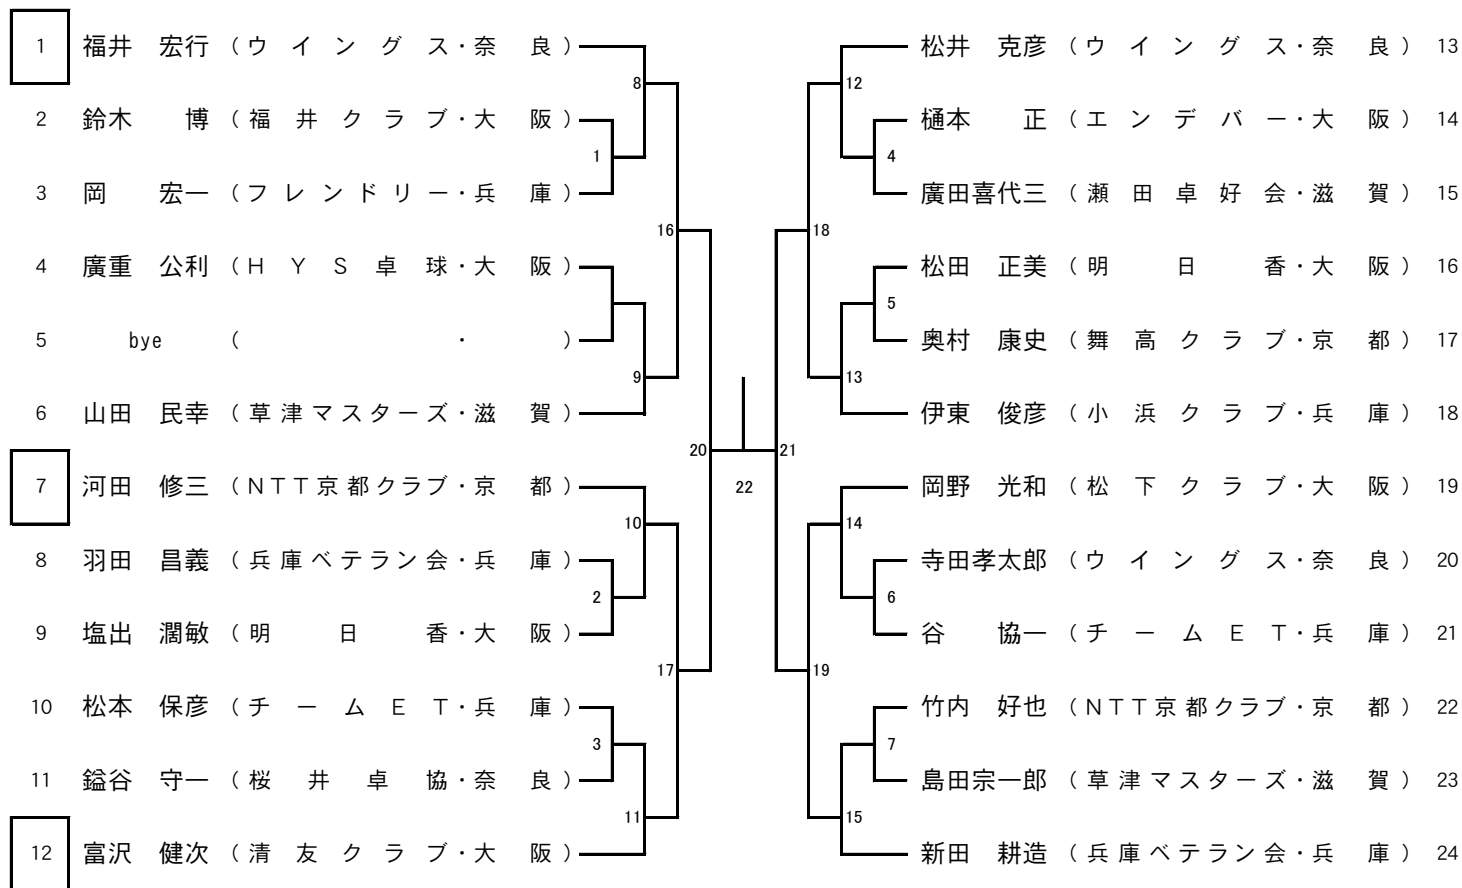 1 福井 宏行 （ウイングス・奈良） 松井 克彦 （ウイングス・奈良） 13
8 12
2 鈴木 博 （福井クラブ・大阪） 樋本 正 （エンデバー・大阪） 14
1 4
3 岡 宏一 （フレンドリー・兵庫） 廣田喜代三 （瀬田卓好会・滋賀） 15
16 18
4 廣重 公利 （ＨＹＳ卓球・大阪） 松田 正美 （明日香・大阪） 16
5
5 bye （ ・ ） 奥村 康史 （舞高クラブ・京都） 17
9 13
6 山田 民幸 （草津マスターズ・滋賀） 伊東 俊彦 （小浜クラブ・兵庫） 18
20 21
7 河田 修三 （ＮＴＴ京都クラブ・京都） 22 岡野 光和 （松下クラブ・大阪） 19
10 14
8 羽田 昌義 （兵庫ベテラン会・兵庫） 寺田孝太郎 （ウイングス・奈良） 20
2 6
9 塩出 濶敏 （明日香・大阪） 谷 協一 （チームＥＴ・兵庫） 21
17 19
10 松本 保彦 （チームＥＴ・兵庫） 竹内 好也 （ＮＴＴ京都クラブ・京都） 22
3 7
11 鎰谷 守一 （桜井卓協・奈良） 島田宗一郎 （草津マスターズ・滋賀） 23
11 15
12 富沢 健次 （清友クラブ・大阪） 新田 耕造 （兵庫ベテラン会・兵庫） 24